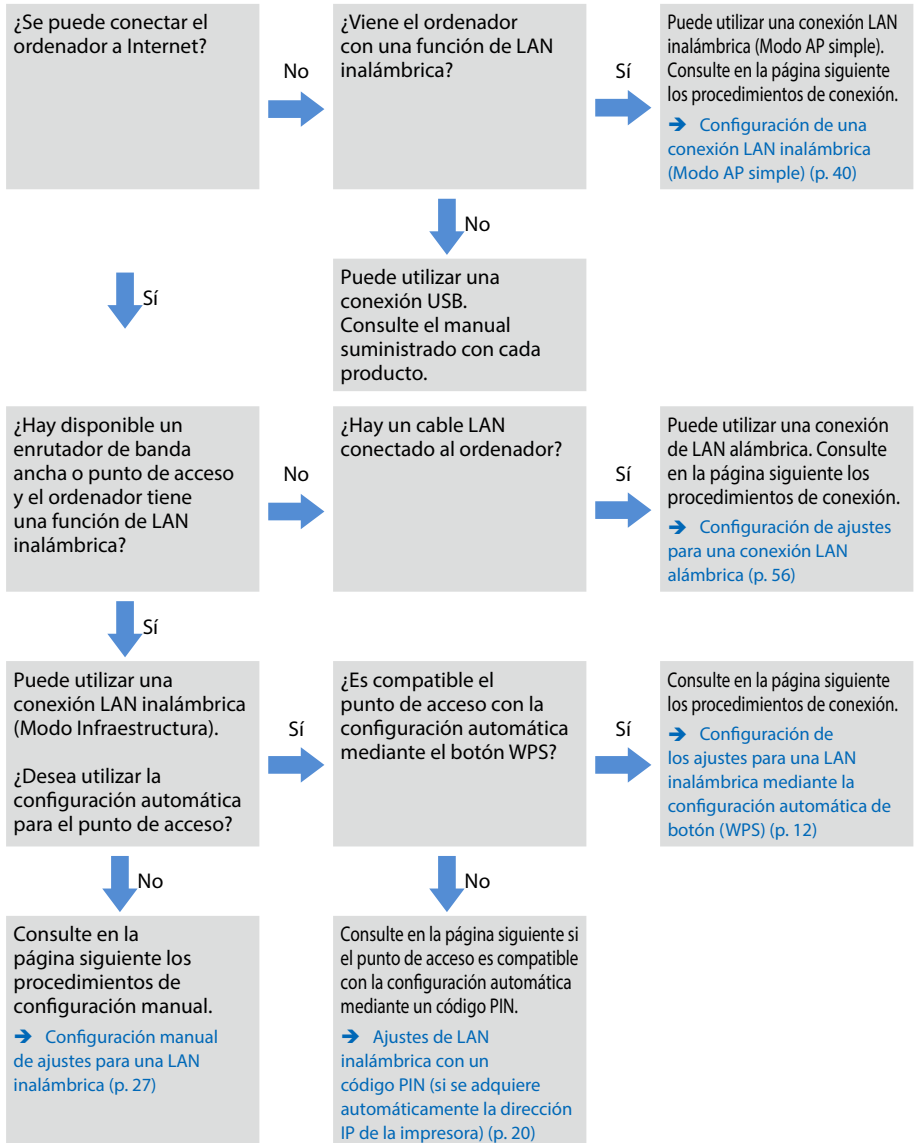 ¿Se puede conectar el
ordenador a Internet?
No
¿Viene el ordenador
con una función de LAN
inalámbrica?
Sí
Puede utilizar una conexión LAN
inalámbrica (Modo AP simple).
Consulte en la página siguiente
los procedimientos de conexión.
➔ Configuración de una
conexión LAN inalámbrica
(Modo AP simple) (p. 40)
No
Sí
Puede utilizar una
conexión USB.
Consulte el manual
suministrado con cada
producto.
¿Hay disponible un
enrutador de banda
ancha o punto de acceso
y el ordenador tiene
una función de LAN
inalámbrica?
No
¿Hay un cable LAN
conectado al ordenador?
Sí
Puede utilizar una conexión
de LAN alámbrica. Consulte
en la página siguiente los
procedimientos de conexión.
➔ Configuración de ajustes
para una conexión LAN
alámbrica (p. 56)
Sí
Puede utilizar una
conexión LAN inalámbrica
(Modo Infraestructura).
¿Desea utilizar la
configuración automática
para el punto de acceso?
Sí
¿Es compatible el
punto de acceso con la
configuración automática
mediante el botón WPS?
Sí
Consulte en la página siguiente
los procedimientos de conexión.
➔ Configuración de
los ajustes para una LAN
inalámbrica mediante la
configuración automática de
botón (WPS) (p. 12)
No
No
Consulte en la
página siguiente los
procedimientos de
configuración manual.
➔ Configuración manual
de ajustes para una LAN
inalámbrica (p. 27)
Consulte en la página siguiente si
el punto de acceso es compatible
con la configuración automática
mediante un código PIN.
➔ Ajustes de LAN
inalámbrica con un
código PIN (si se adquiere
automáticamente la dirección
IP de la impresora) (p. 20)